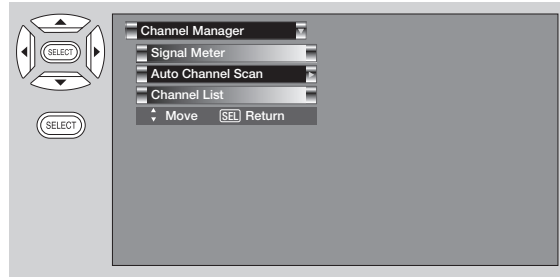 SELECT
SELECT
Channel Manager
Signal Meter
Auto Channel Scan
Channel List
Move SEL Return